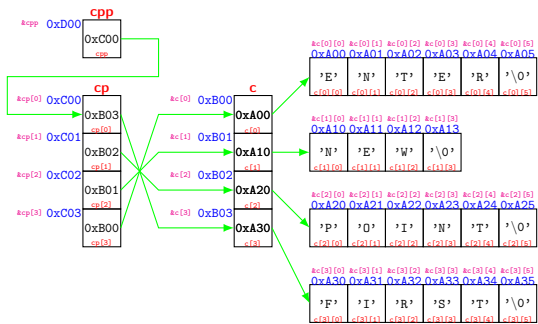 cpp
&cpp 0xD00 0xC00
cpp
cp
&cp[0] 0xC00 0xB03
cp[0]
&cp[1] 0xC01 0xB02
cp[1]
&cp[2] 0xC02 0xB01
cp[2]
&cp[3] 0xC03 0xB00
cp[3]
c
&c[0] 0xB00 0xA00
c[0]
&c[1] 0xB01 0xA10
c[1]
&c[2] 0xB02 0xA20
c[2]
&c[3] 0xB03 0xA30
c[3]
&c[0][0] &c[0][1] &c[0][2] &c[0][3] &c[0][4] &c[0][5]
0xA00 0xA01 0xA02 0xA03 0xA04 0xA05
'E' 'N' 'T' 'E' 'R' '\0'
c[0][0] c[0][1] c[0][2] c[0][3] c[0][4] c[0][5]
&c[1][0] &c[1][1] &c[1][2] &c[1][3]
0xA10 0xA11 0xA12 0xA13
'N' 'E' 'W' '\0'
c[1][0] c[1][1] c[1][2] c[1][3]
&c[2][0] &c[2][1] &c[2][2] &c[2][3] &c[2][4] &c[2][5]
0xA20 0xA21 0xA22 0xA23 0xA24 0xA25
'P' 'O' 'I' 'N' 'T' '\0'
c[2][0] c[2][1] c[2][2] c[2][3] c[2][4] c[2][5]
&c[3][0] &c[3][1] &c[3][2] &c[3][3] &c[3][4] &c[3][5]
0xA30 0xA31 0xA32 0xA33 0xA34 0xA35
'F' 'I' 'R' 'S' 'T' '\0'
c[3][0] c[3][1] c[3][2] c[3][3] c[3][4] c[3][5]